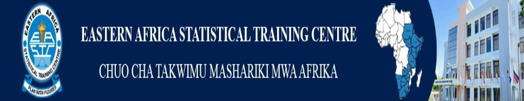 EASTERN AFRICA STATISTICAL TRAINING CENTRE
CHUO CHA TAKWIMU MASHARIKI MWA AFRIKA